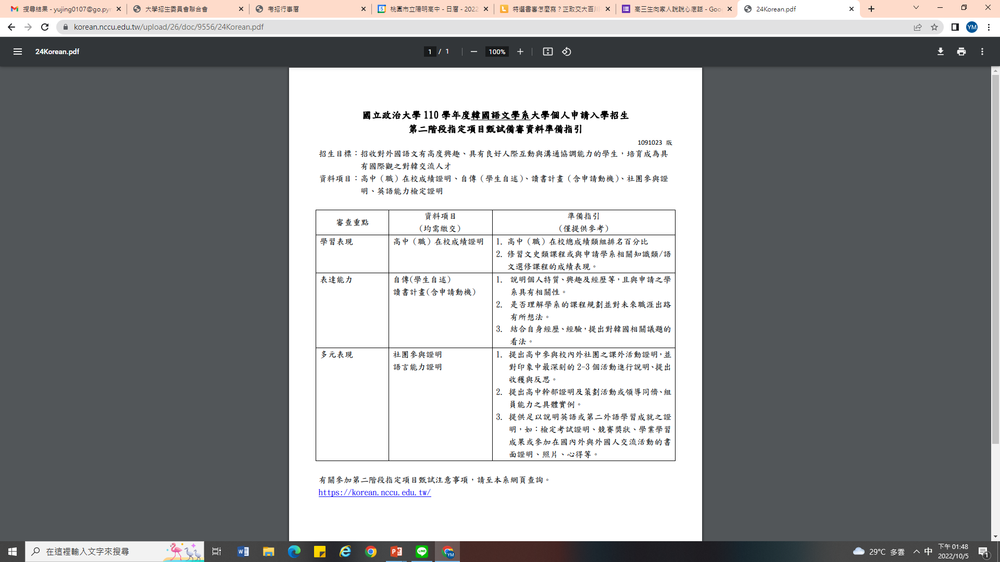 搜尋結果 - yujing0107@go.pyr
大學招生委員會聯合會
考招行事曆
桃園市立陽明高中 - 日曆 - 2022
特選書審怎麼寫？正取交大百川
高三生向家人說說心底話 - Goo
24Korean.pdf
korean.nccu.edu.tw/upload/26/doc/9556/24Korean.pdf
YM
24Korean.pdf
1 / 1
100%
國立政治大學 110 學年度韓國語文學系大學個人申請入學招生
第二階段指定項目甄試備審資料準備指引
1091023 版
招生目標：招收對外國語文有高度興趣、具有良好人際互動與溝通協調能力的學生，培育成為具
有國際觀之對韓交流人才
資料項目：高中（職）在校成績證明、自傳（學生自述）、讀書計畫（含申請動機）、社團參與證
明、英語能力檢定證明
審查重點
資料項目
（均需繳交）
準備指引
（僅提供參考）
學習表現
高中（職）在校成績證明
1. 高中（職）在校總成績類組排名百分比
2. 修習文史類課程或與申請學系相關知識類/語
文選修課程的成績表現。
表達能力
自傳(學生自述)
讀書計畫(含申請動機)
1. 說明個人特質、興趣及經歷等，且與申請之學
系具有相關性。
2. 是否理解學系的課程規劃並對未來職涯出路
有所想法。
3. 結合自身經歷、經驗，提出對韓國相關議題的
看法。
多元表現
社團參與證明
語言能力證明
1. 提出高中參與校內外社團之課外活動證明，並
對印象中最深刻的 2-3 個活動進行說明、提出
收穫與反思。
2. 提出高中幹部證明及策劃活動或領導同儕、組
員能力之具體實例。
3. 提供足以說明英語或第二外語學習成就之證
明，如：檢定考試證明、競賽獎狀、學業學習
成果或參加在國內外與外國人交流活動的書
面證明、照片、心得等。
有關參加第二階段指定項目甄試注意事項，請至本系網頁查詢。
https://korean.nccu.edu.tw/
在這裡輸入文字來搜尋
LINE
YM
29°C 多雲
中
下午 01:48
2022/10/5
1